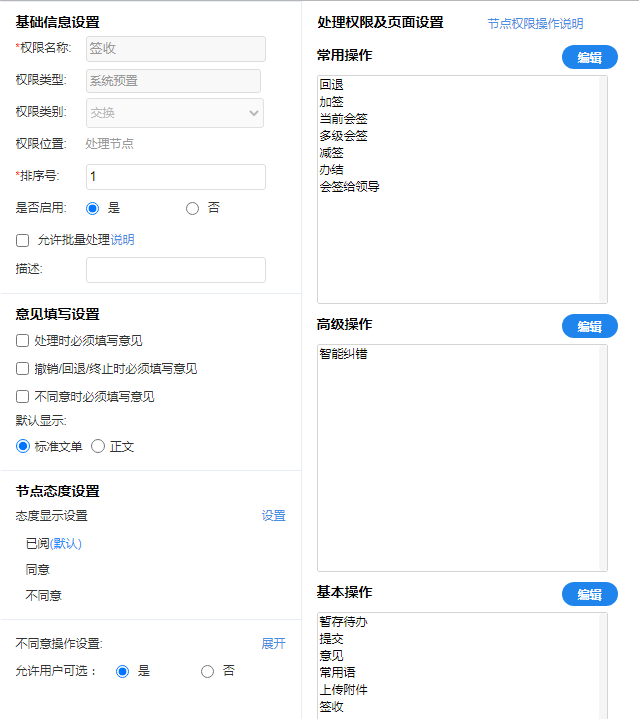 基础信息设置
*权限名称: 签收
权限类型: 系统预置
权限类别: 交换
权限位置: 处理节点
*排序号: 1
是否启用: 是 否
允许批量处理说明
描述:
意见填写设置
处理时必须填写意见
撤销/回退/终止时必须填写意见
不同意时必须填写意见
默认显示:
标准文单 正文
节点态度设置
态度显示设置 设置
已阅(默认)
同意
不同意
不同意操作设置: 展开
允许用户可选： 是 否
处理权限及页面设置 节点权限操作说明
常用操作 编辑
回退
加签
当前会签
多级会签
减签
办结
会签给领导
高级操作 编辑
智能纠错
基本操作 编辑
暂存待办
提交
意见
常用语
上传附件
签收